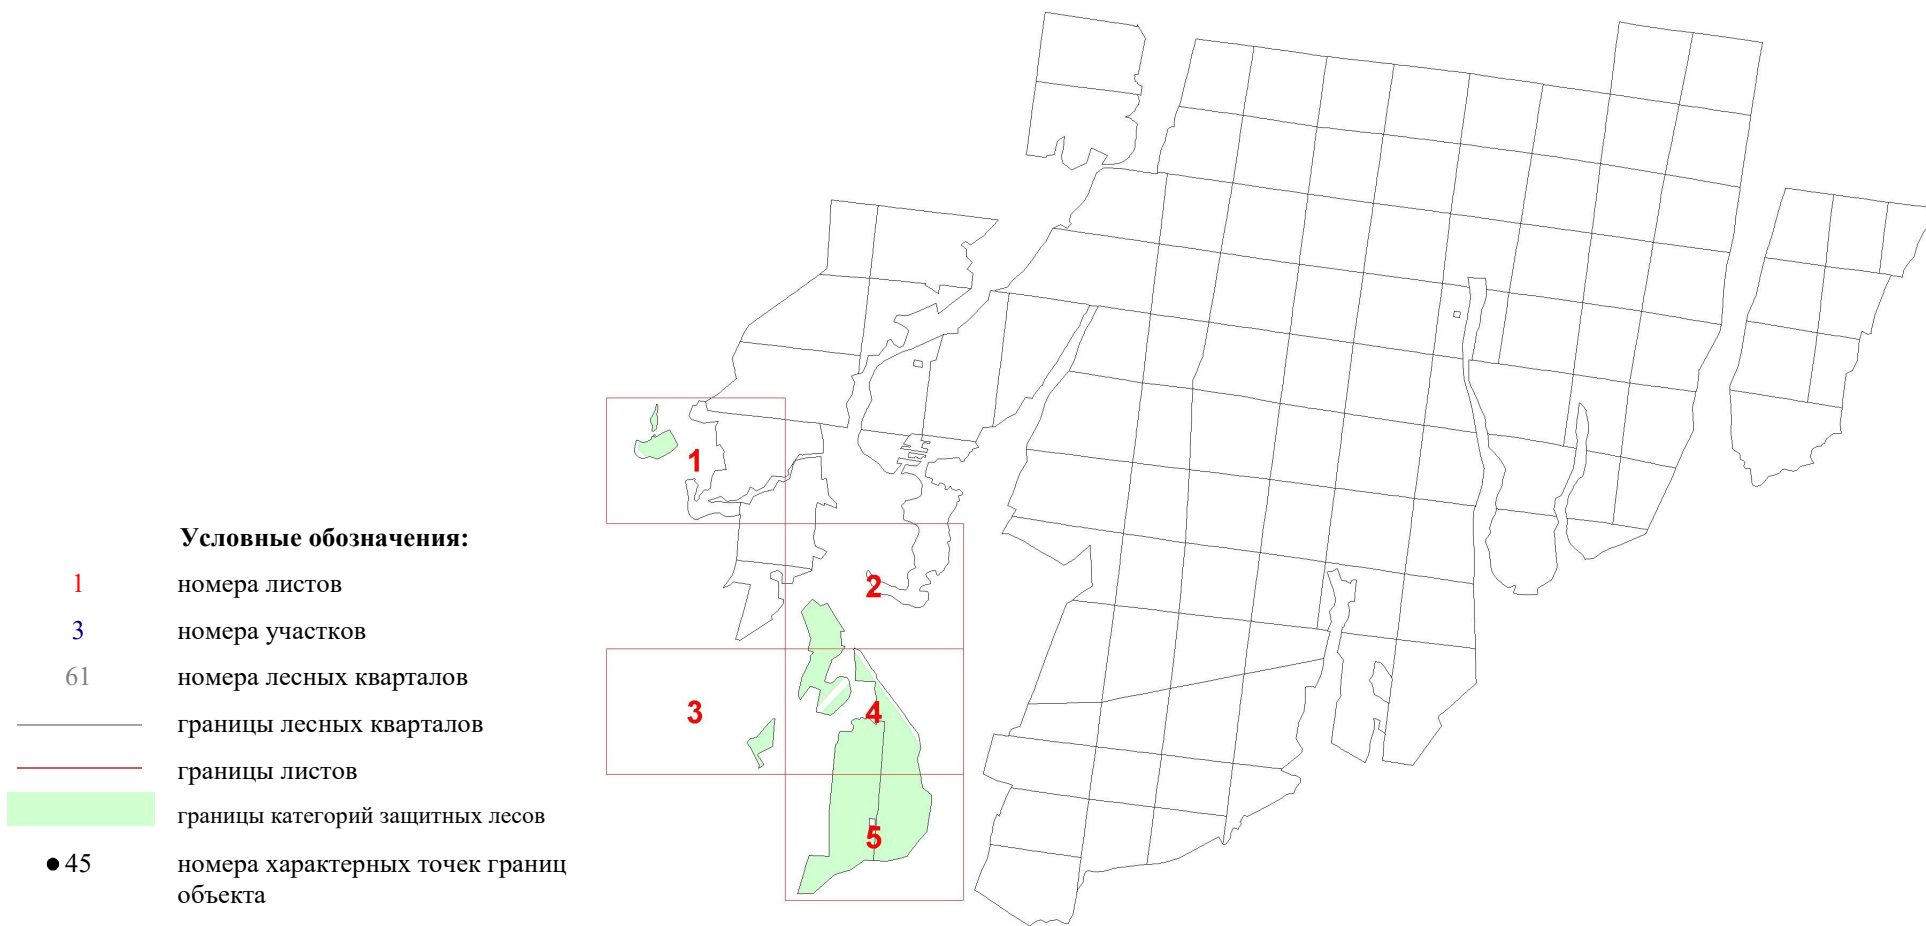 Условные обозначения:
1 номера листов
3 номера участков
61 номера лесных кварталов
границы лесных кварталов
границы листов
границы категорий защитных лесов
45 номера характерных точек границ
объекта
1
2
3
4
5